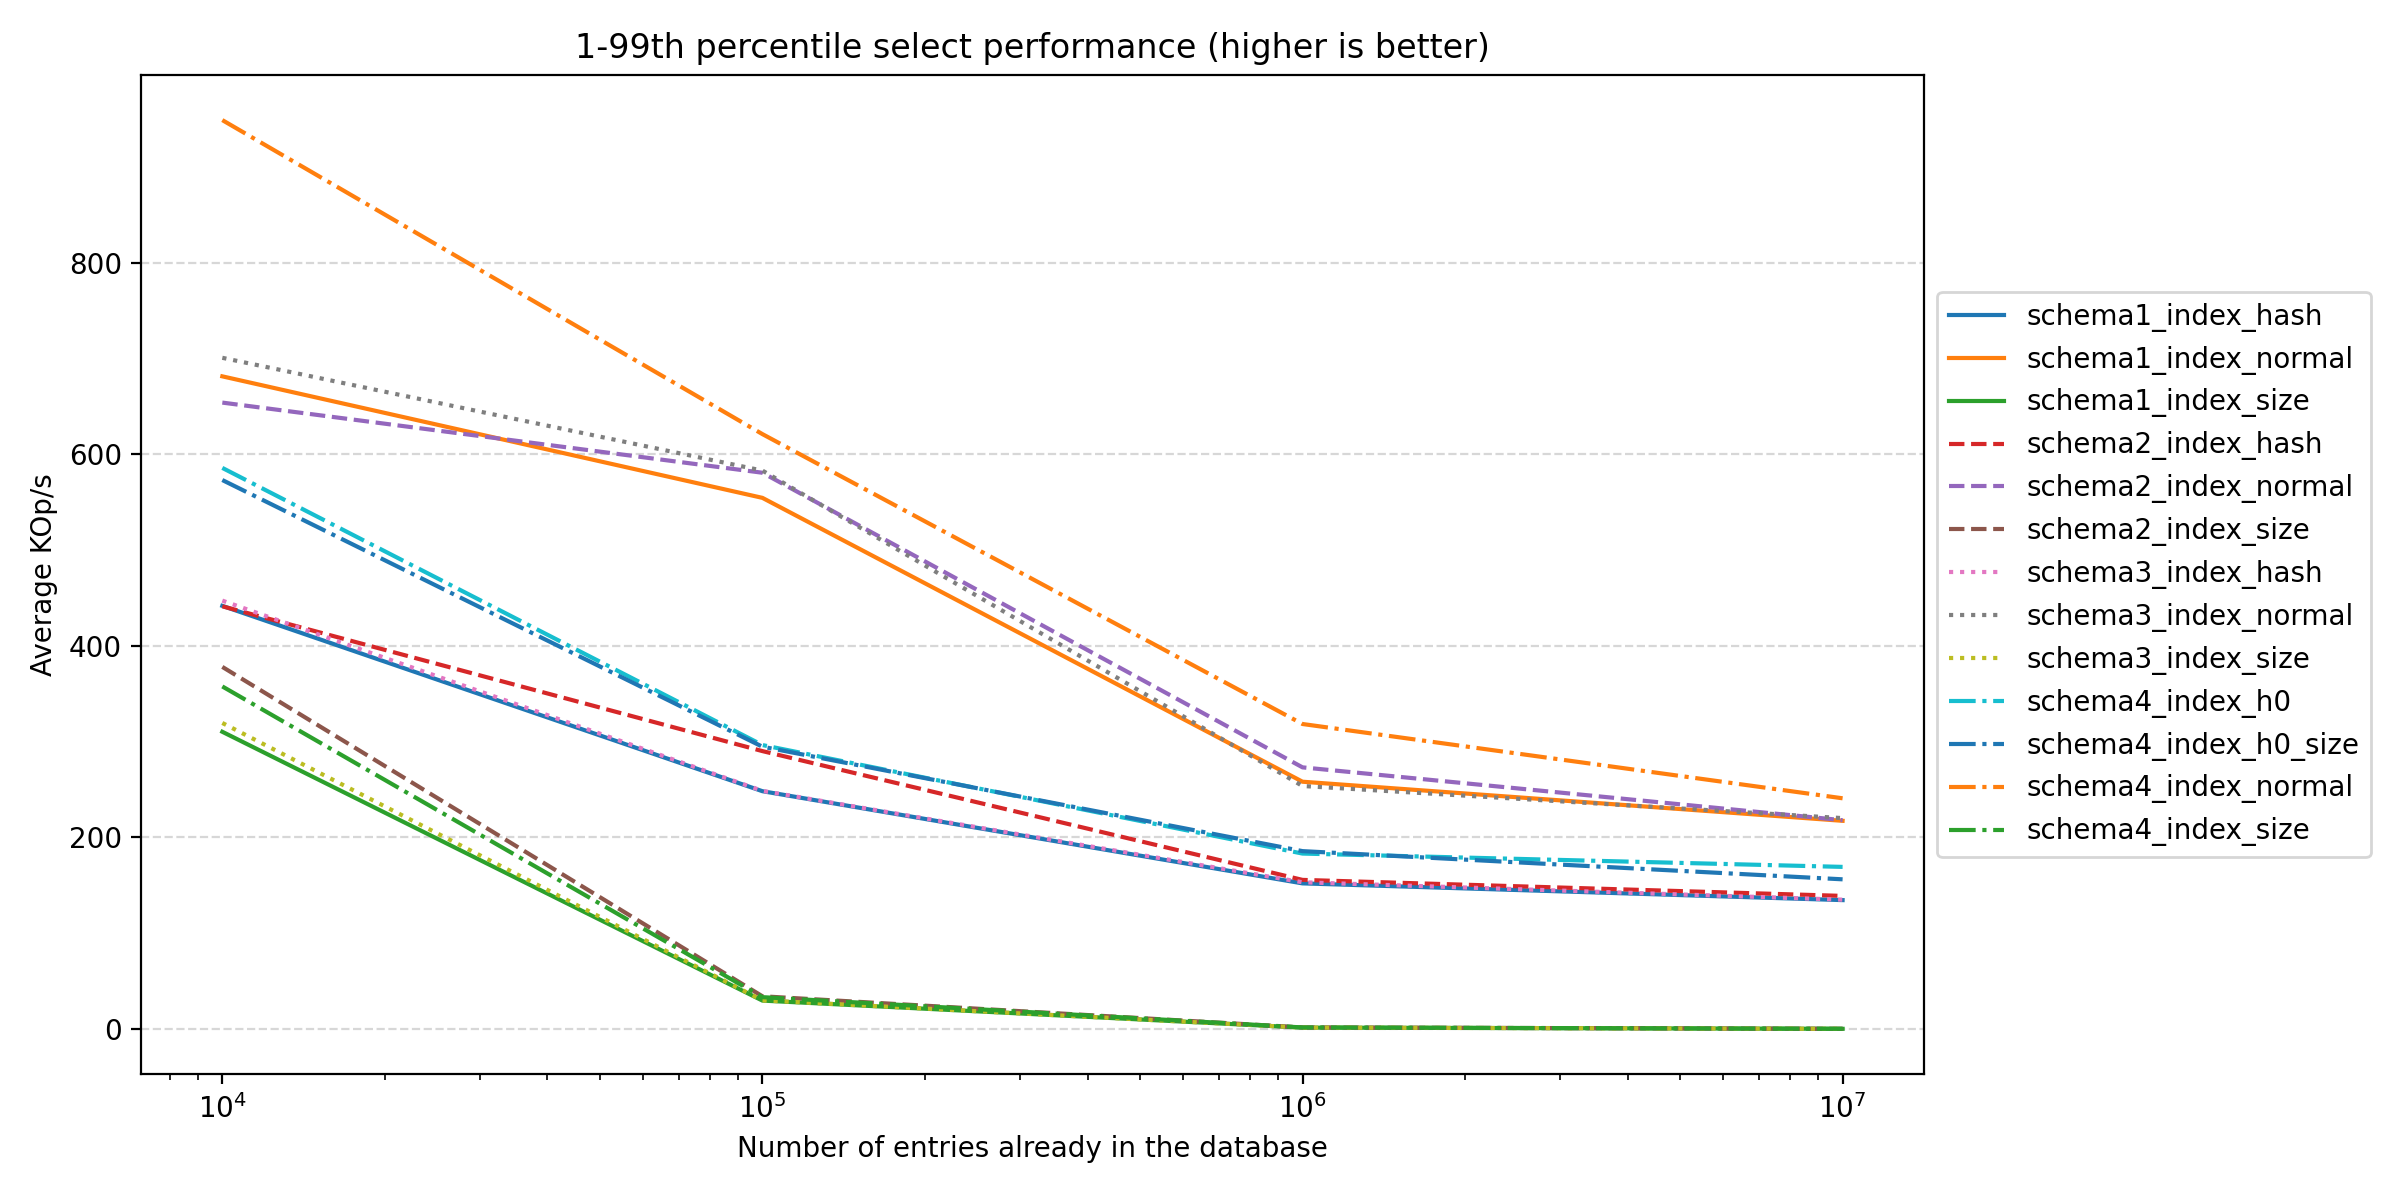 1-99th percentile select performance (higher is better)
Average KOp/s
800
600
400
200
0
10⁴
10⁵
10⁶
10⁷
Number of entries already in the database
schema1_index_hash
schema1_index_normal
schema1_index_size
schema2_index_hash
schema2_index_normal
schema2_index_size
schema3_index_hash
schema3_index_normal
schema3_index_size
schema4_index_h0
schema4_index_h0_size
schema4_index_normal
schema4_index_size